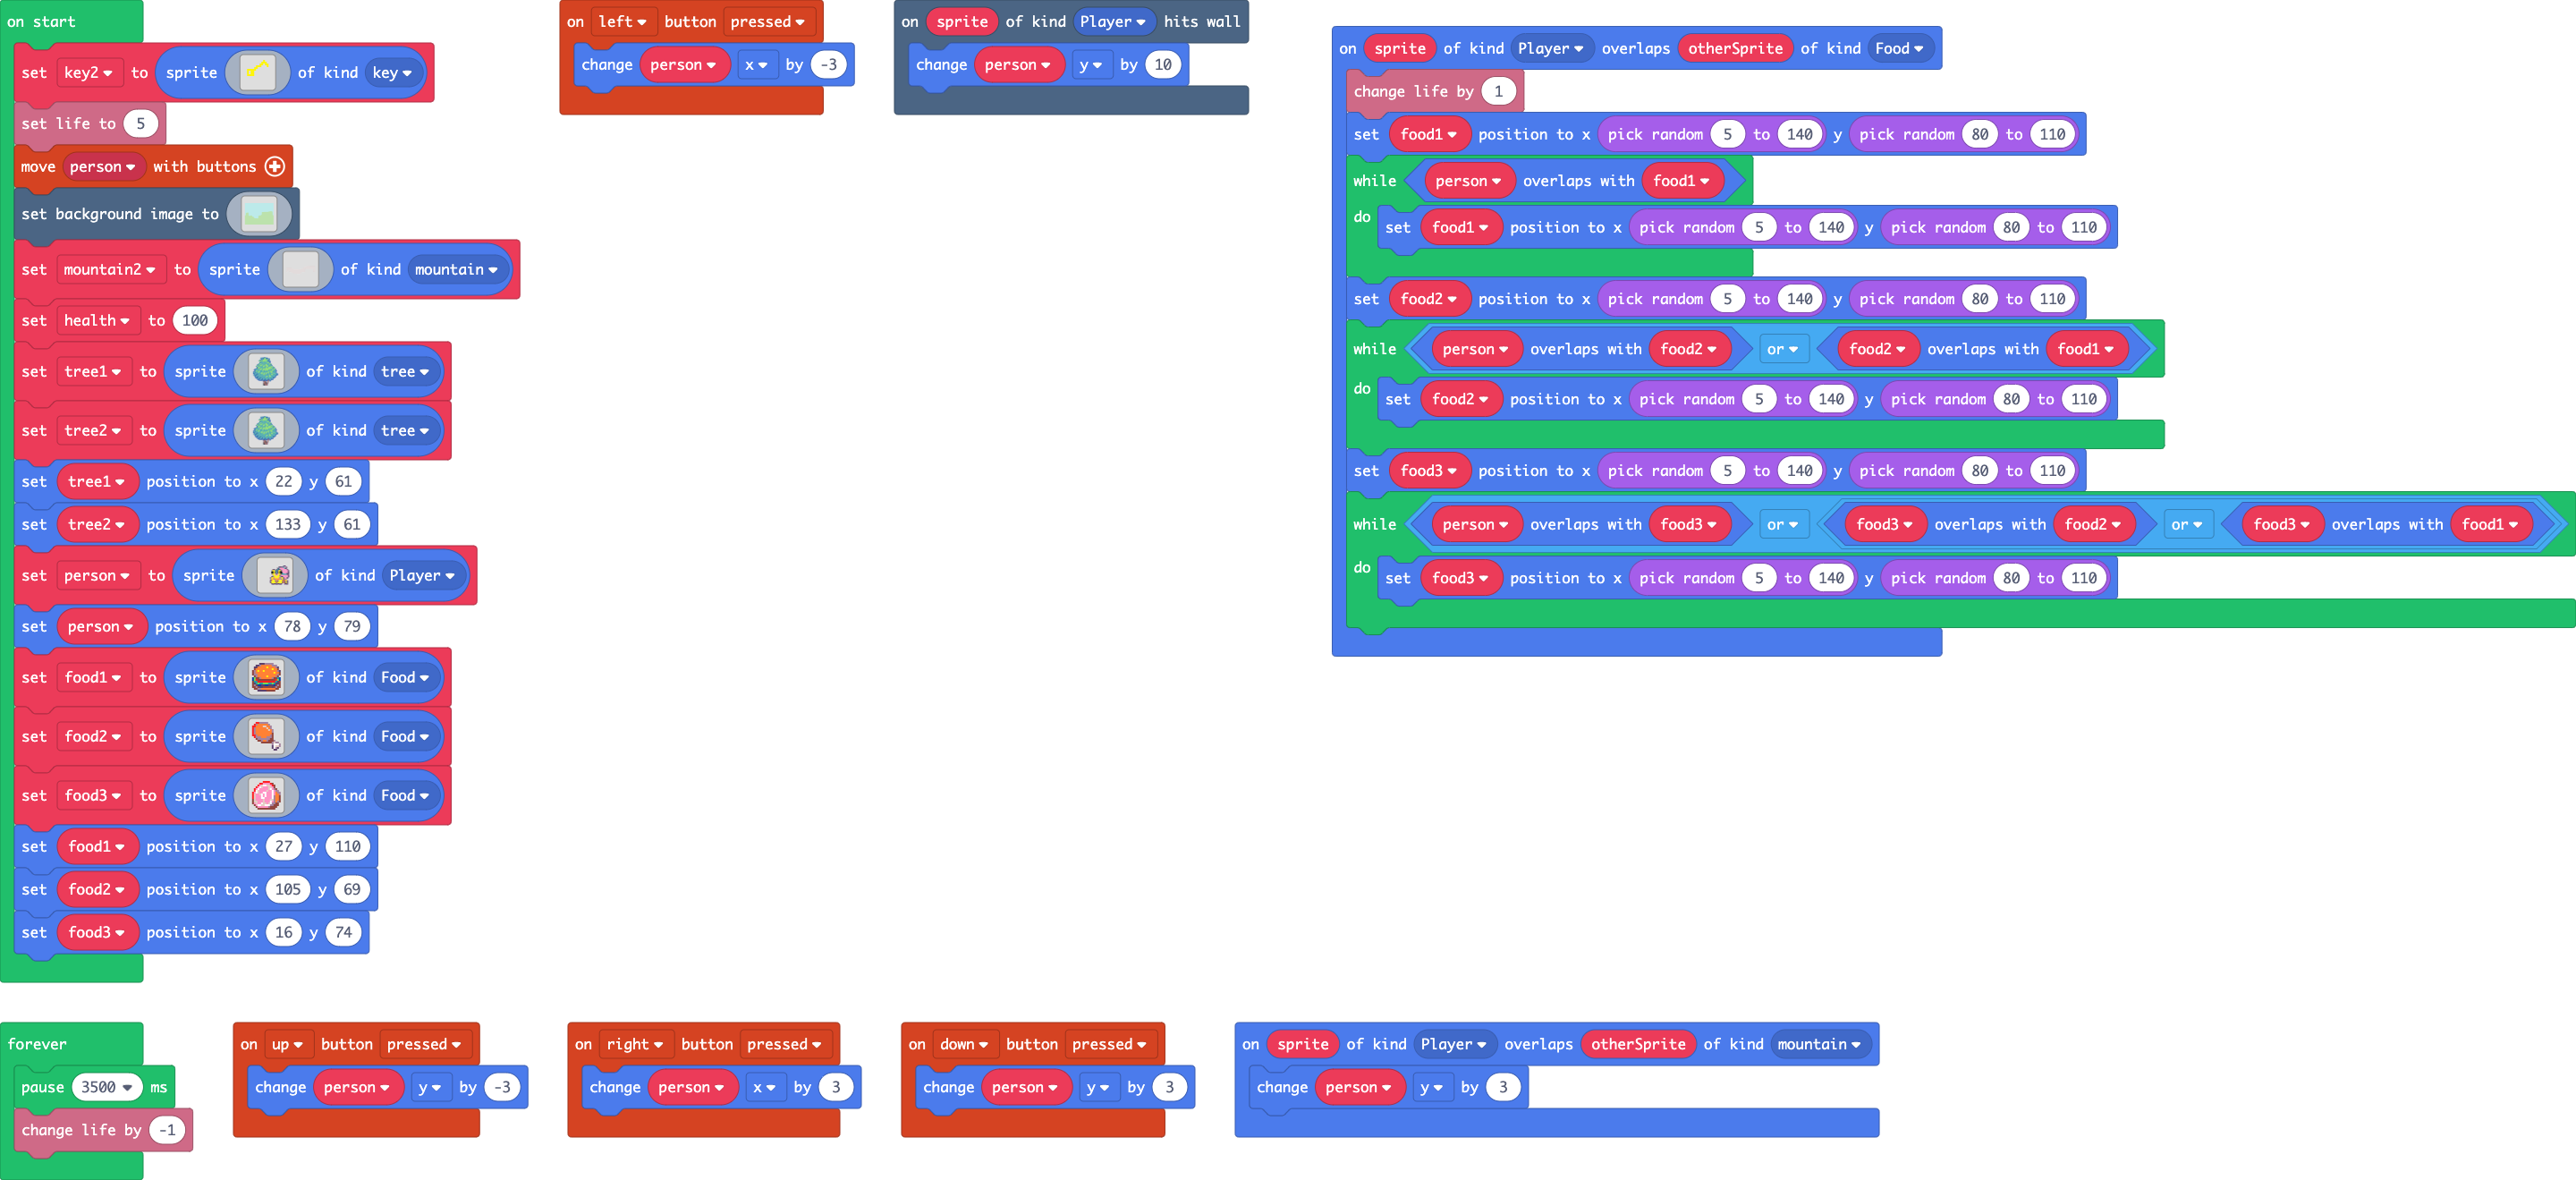 on start
set key2 to sprite of kind key
set life to 5
move person with buttons
set background image to
set mountain2 to sprite of kind mountain
set health to 100
set tree1 to sprite of kind tree
set tree2 to sprite of kind tree
set tree1 position to x 22 y 61
set tree2 position to x 133 y 61
set person to sprite of kind Player
set person position to x 78 y 79
set food1 to sprite of kind Food
set food2 to sprite of kind Food
set food3 to sprite of kind Food
set food1 position to x 27 y 110
set food2 position to x 105 y 69
set food3 position to x 16 y 74
on left button pressed
change person x by -3
on sprite of kind Player hits wall
change person y by 10
on sprite of kind Player overlaps otherSprite of kind Food
change life by 1
set food1 position to x pick random 5 to 140 y pick random 80 to 110
while person overlaps with food1
do set food1 position to x pick random 5 to 140 y pick random 80 to 110
set food2 position to x pick random 5 to 140 y pick random 80 to 110
while person overlaps with food2 or food2 overlaps with food1
do set food2 position to x pick random 5 to 140 y pick random 80 to 110
set food3 position to x pick random 5 to 140 y pick random 80 to 110
while person overlaps with food3 or food3 overlaps with food2 or food3 overlaps with food1
do set food3 position to x pick random 5 to 140 y pick random 80 to 110
forever
pause 3500 ms
change life by -1
on up button pressed
change person y by -3
on right button pressed
change person x by 3
on down button pressed
change person y by 3
on sprite of kind Player overlaps otherSprite of kind mountain
change person y by 3